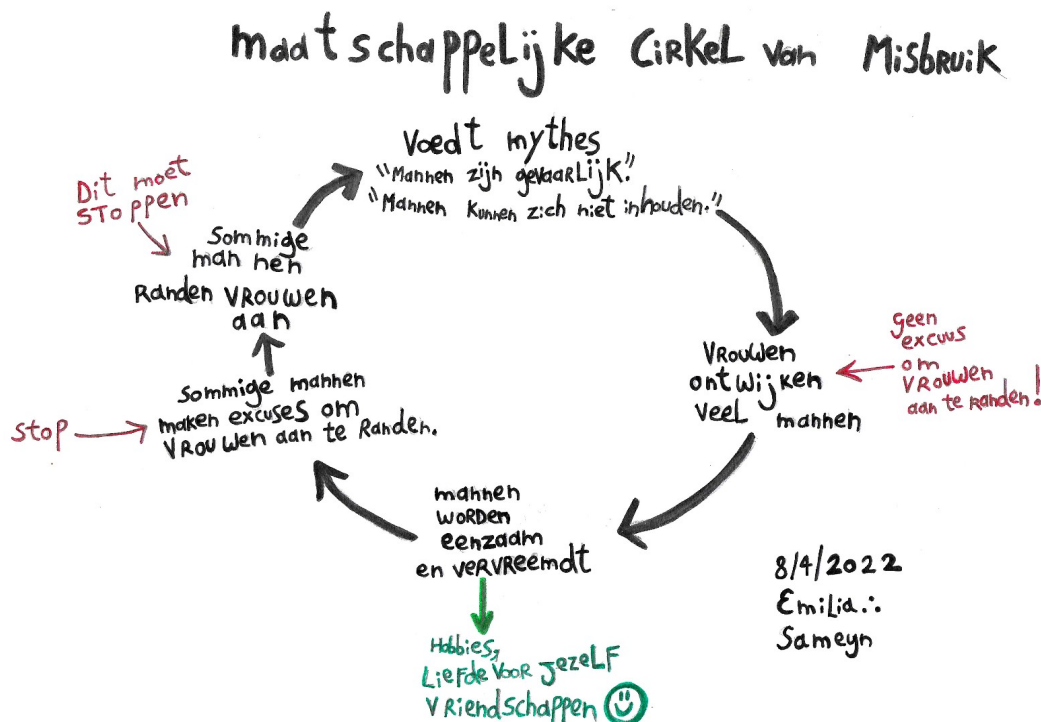 maatschappelijke cirkel van Misbruik
Voedt mythes
"Mannen zijn gevaarlijk."
"Mannen kunnen zich niet inhouden."
Dit moet
stoppen
Sommige
mannen
Randen vrouwen
aan
Vrouwen
ontwijken
veel mannen
geen
excuus
om
vrouwen
aan te randen!
Sommige mannen
maken excuses om
vrouwen aan te Randen.
Stop
mannen
worden
eenzaam
en vervreemdt
Hobbies,
Liefde voor jezelf
Vriendschappen
8/4/2022
Emilia.:
Sameyn